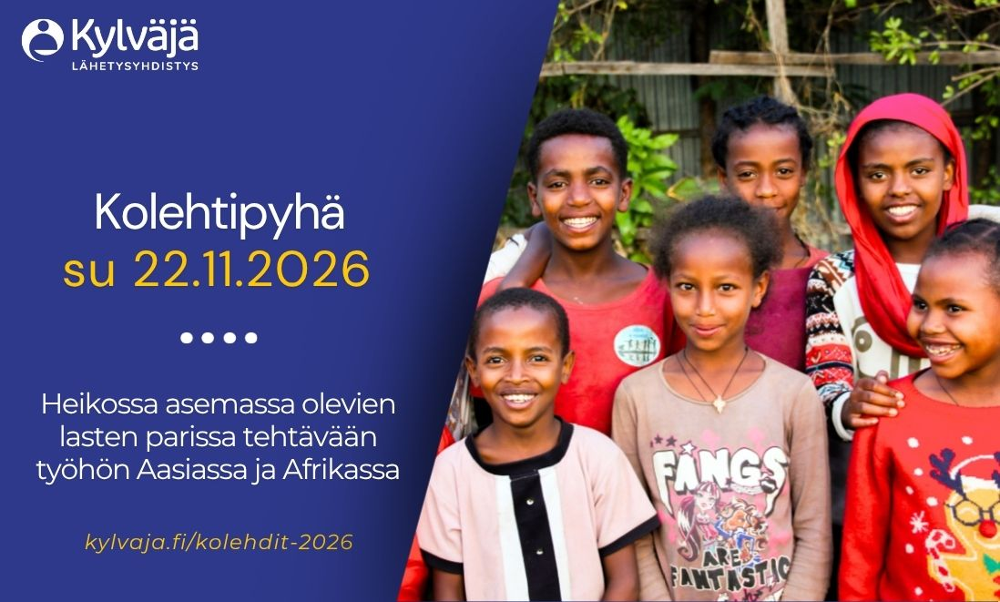 Kylväjä
LÄHETYSYHDISTYS
Kolehtipyhä
su 22.11.2026
Heikossa asemassa olevien
lasten parissa tehtävään
työhön Aasiassa ja Afrikassa
kylvaja.fi/kolehdit-2026
FANGS
ARE
FANTASTIC